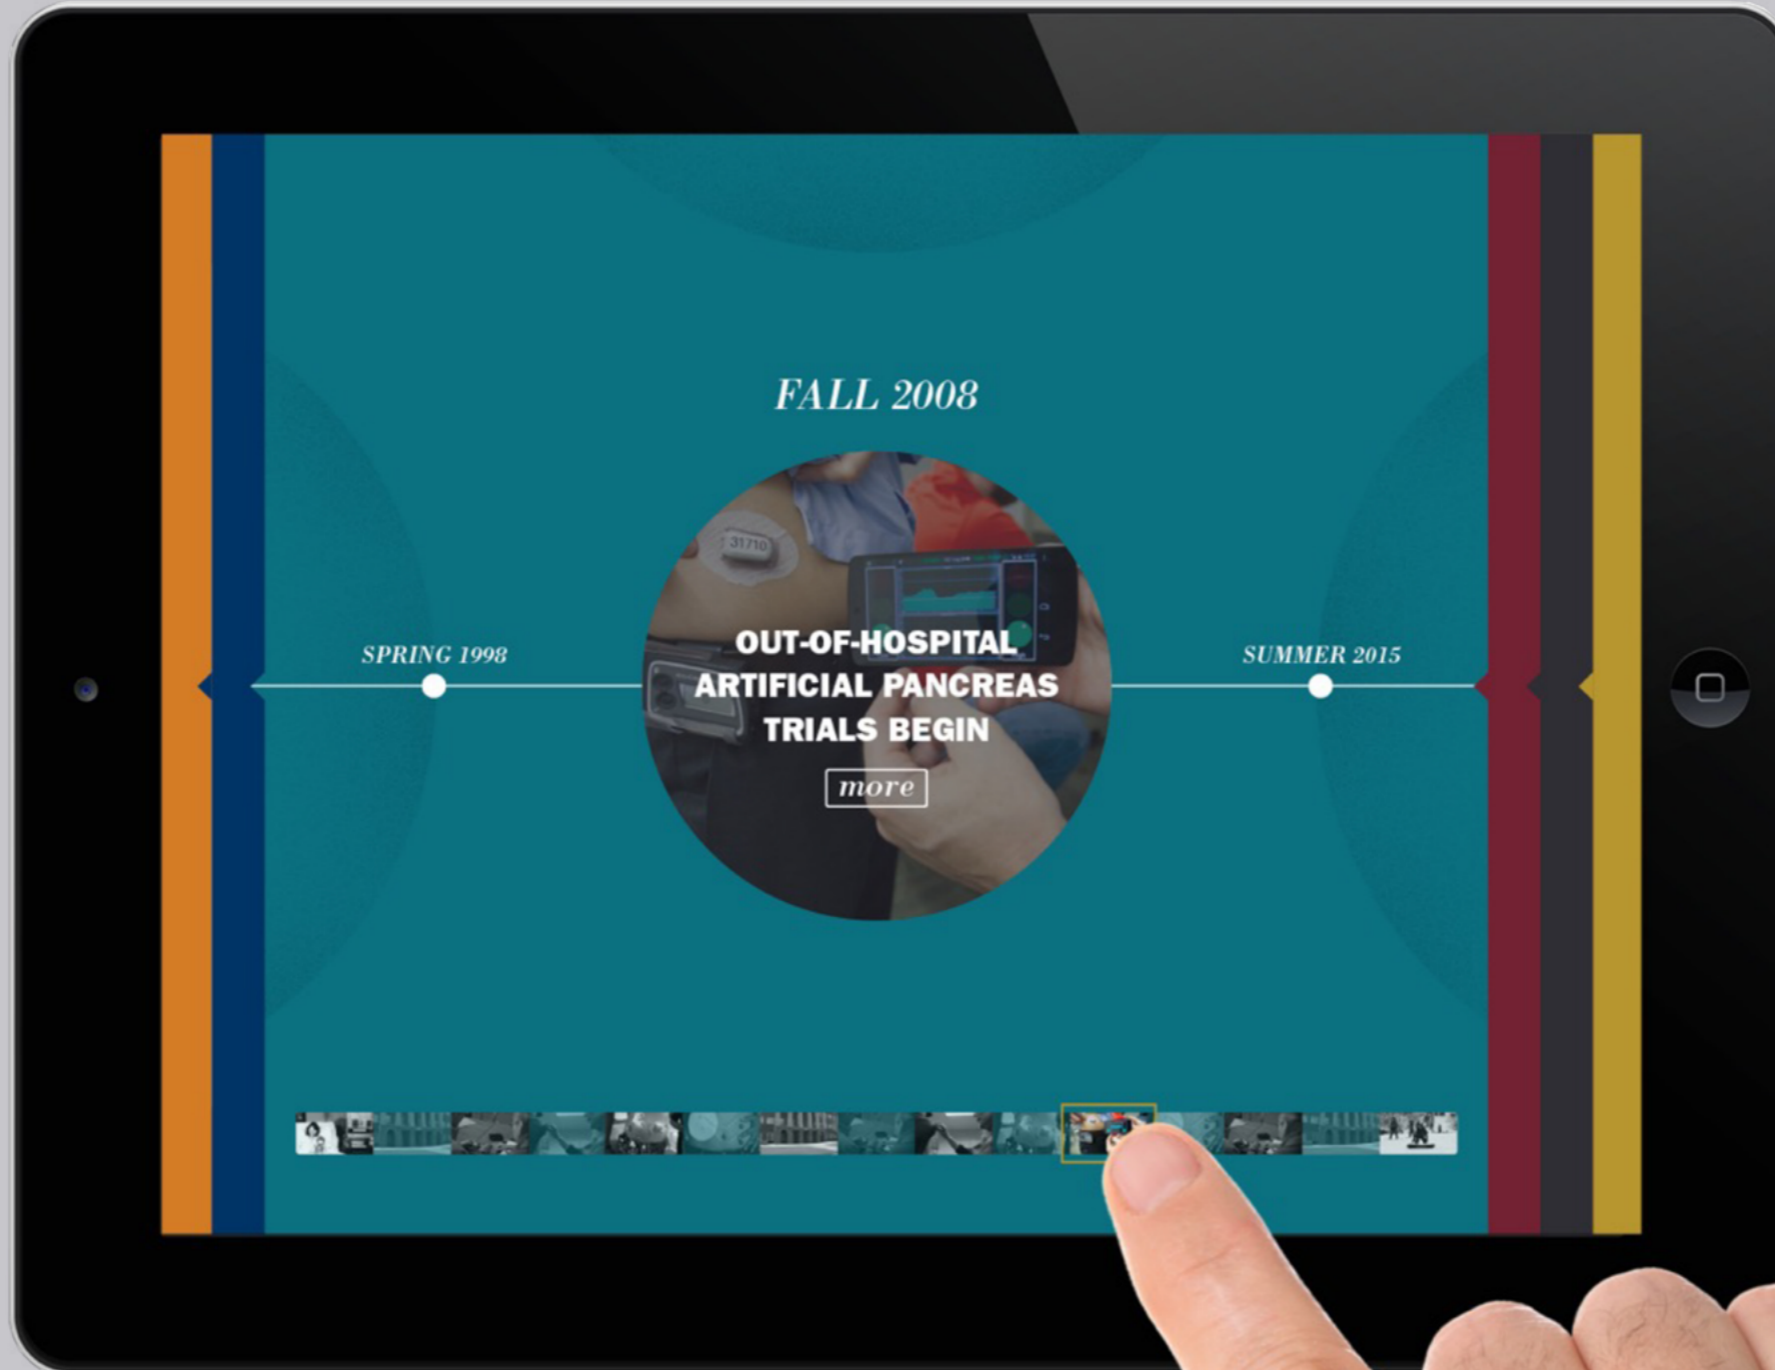 FALL 2008
31710
SPRING 1998
SUMMER 2015
OUT-OF-HOSPITAL
ARTIFICIAL PANCREAS
TRIALS BEGIN
more